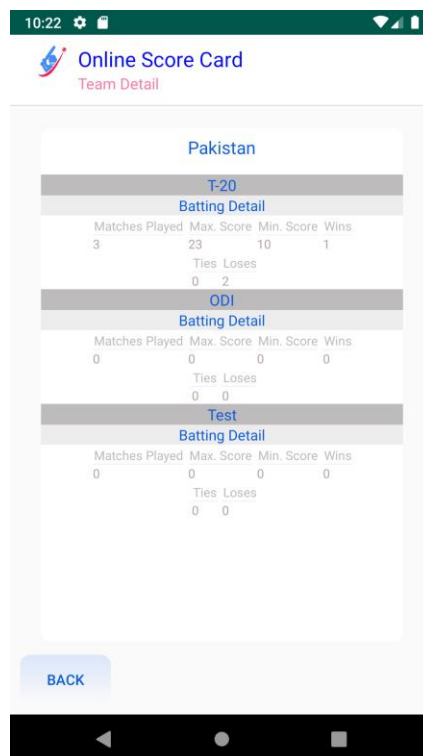 10:22
Online Score Card
Team Detail
Pakistan
T-20
Batting Detail
Matches Played Max. Score Min. Score Wins
3 23 10 1
Ties Loses
0 2
ODI
Batting Detail
Matches Played Max. Score Min. Score Wins
0 0 0 0
Ties Loses
0 0
Test
Batting Detail
Matches Played Max. Score Min. Score Wins
0 0 0 0
Ties Loses
0 0
BACK